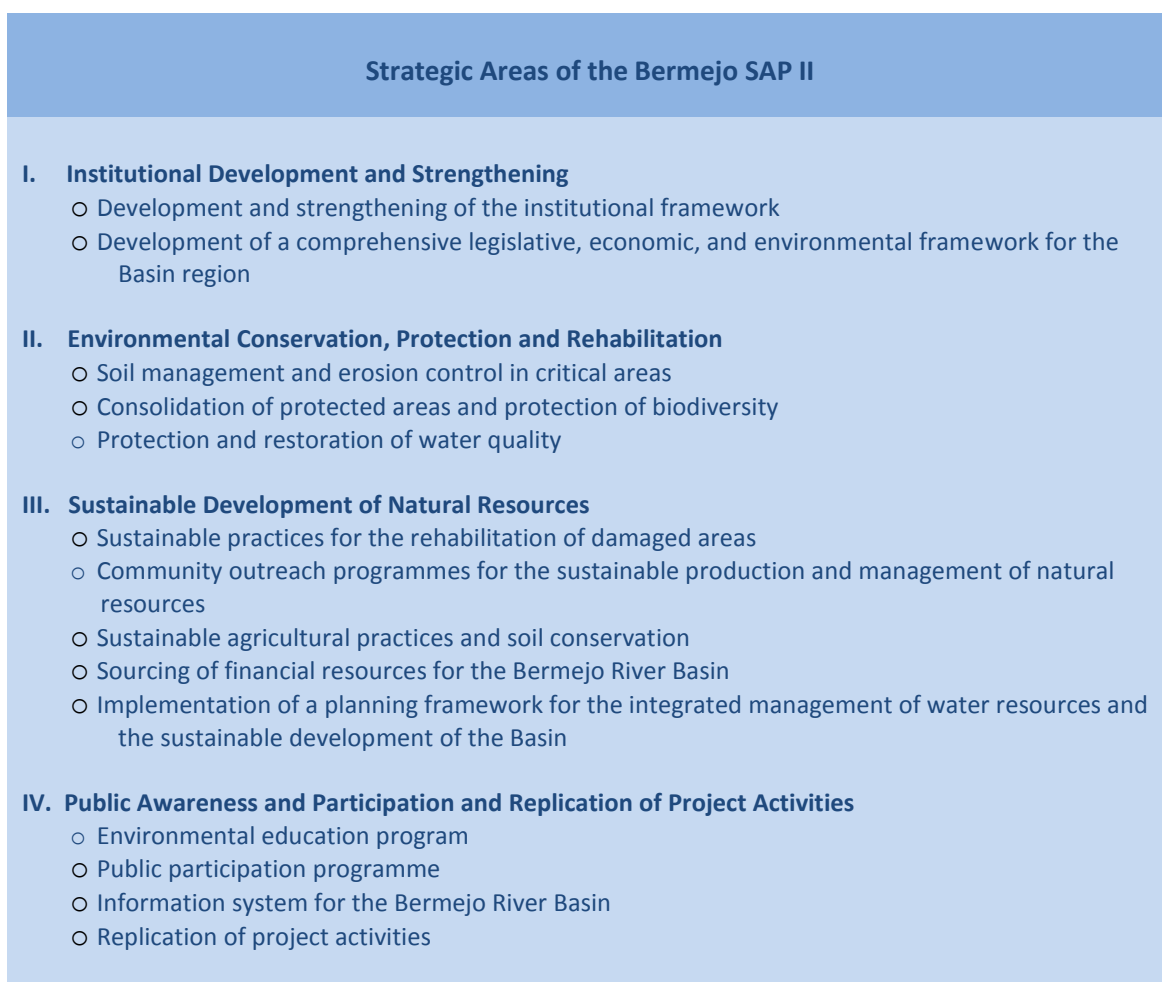 Strategic Areas of the Bermejo SAP II
I. Institutional Development and Strengthening
o Development and strengthening of the institutional framework
o Development of a comprehensive legislative, economic, and environmental framework for the
Basin region
II. Environmental Conservation, Protection and Rehabilitation
o Soil management and erosion control in critical areas
o Consolidation of protected areas and protection of biodiversity
o Protection and restoration of water quality
III. Sustainable Development of Natural Resources
o Sustainable practices for the rehabilitation of damaged areas
o Community outreach programmes for the sustainable production and management of natural
resources
o Sustainable agricultural practices and soil conservation
o Sourcing of financial resources for the Bermejo River Basin
o Implementation of a planning framework for the integrated management of water resources and
the sustainable development of the Basin
IV. Public Awareness and Participation and Replication of Project Activities
o Environmental education program
o Public participation programme
o Information system for the Bermejo River Basin
o Replication of project activities